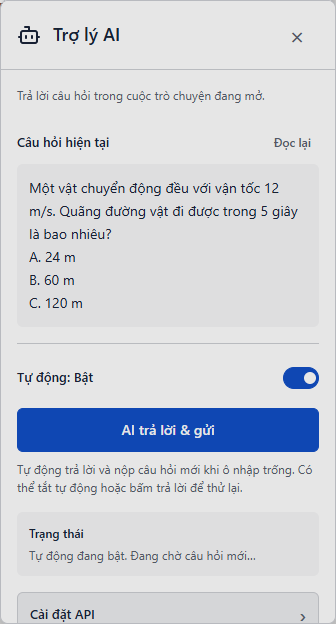 Trợ lý AI
Trả lời câu hỏi trong cuộc trò chuyện đang mở.
Câu hỏi hiện tại
Đọc lại
Một vật chuyển động đều với vận tốc 12
m/s. Quãng đường vật đi được trong 5 giây
là bao nhiêu?
A. 24 m
B. 60 m
C. 120 m
Tự động: Bật
AI trả lời & gửi
Tự động trả lời và nộp câu hỏi mới khi ô nhập trống. Có
thể tắt tự động hoặc bấm trả lời để thử lại.
Trạng thái
Tự động đang bật. Đang chờ câu hỏi mới...
Cài đặt API